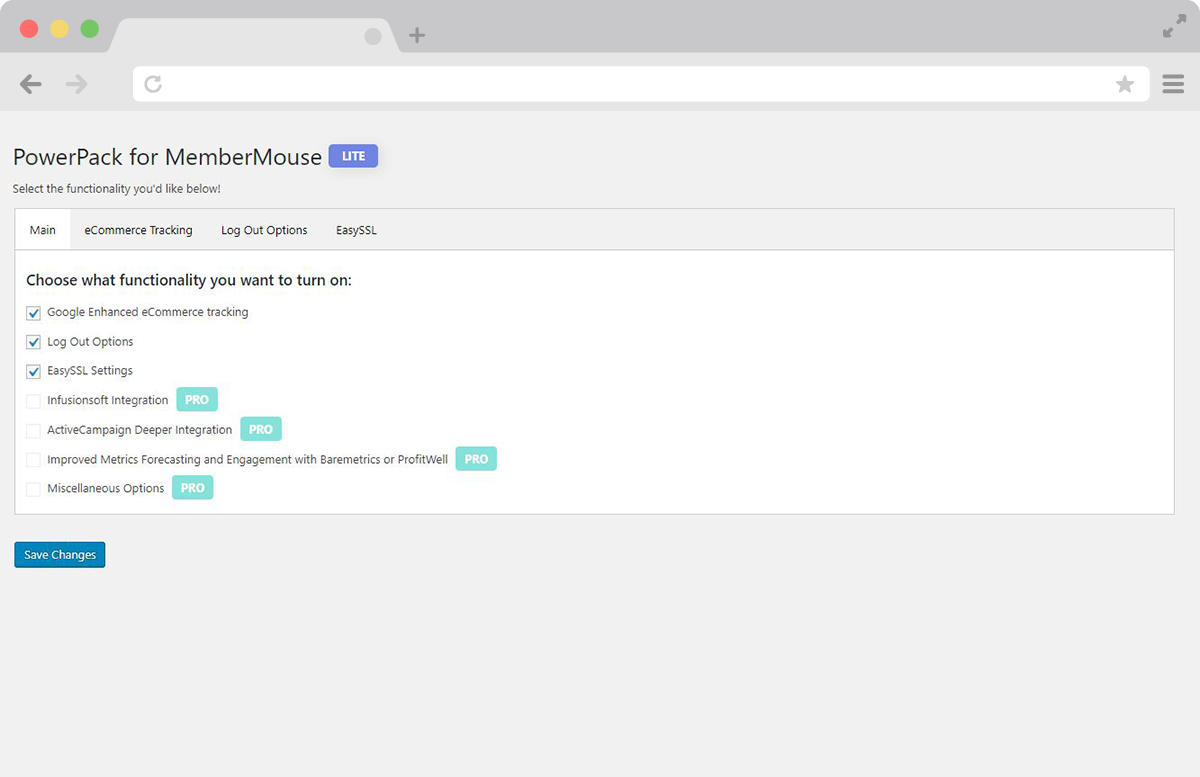 PowerPack for MemberMouse LITE
Select the functionality you'd like below!
Main eCommerce Tracking Log Out Options EasySSL
Choose what functionality you want to turn on:
Google Enhanced eCommerce tracking
Log Out Options
EasySSL Settings
Infusionsoft Integration PRO
ActiveCampaign Deeper Integration PRO
Improved Metrics Forecasting and Engagement with Baremetrics or ProfitWell PRO
Miscellaneous Options PRO
Save Changes